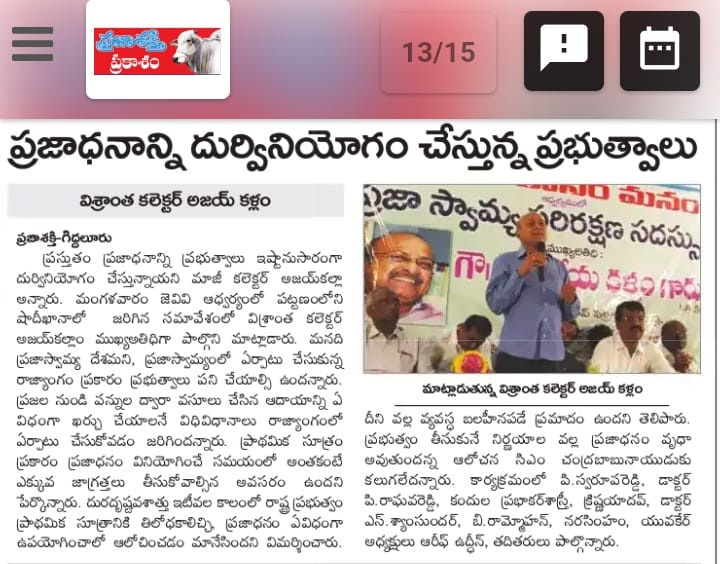 ప్రజాశక్తి
ప్రకాశం
13/15
ప్రజాధనాన్ని దుర్వినియోగం చేస్తున్న ప్రభుత్వాలు
విశ్రాంత కలెక్టర్ అజయ్ కళ్లం
ప్రజాశక్తి-గిద్దలూరు
ప్రస్తుతం ప్రజాధనాన్ని ప్రభుత్వాలు ఇష్టానుసారంగా
దుర్వినియోగం చేస్తున్నాయని మాజీ కలెక్టర్ అజయ్‌కల్లా
అన్నారు. మంగళవారం జెవివి ఆధ్వర్యంలో పట్టణంలోని
షాదీఖానాలో జరిగిన సమావేశంలో విశ్రాంత కలెక్టర్
అజయ్‌కల్లాం ముఖ్యఅతిథిగా పాల్గొని మాట్లాడారు. మనది
ప్రజాస్వామ్య దేశమని, ప్రజాస్వామ్యంలో ఏర్పాటు చేసుకున్న
రాజ్యాంగం ప్రకారం ప్రభుత్వాలు పని చేయాల్సి ఉందన్నారు.
ప్రజల నుండి వన్నుల ద్వారా వసూలు చేసిన ఆదాయాన్ని ఏ
విధంగా ఖర్చు చేయాలనే విధివిధానాలు రాజ్యాంగంలో
ఏర్పాటు చేసుకోవడం జరిగిందన్నారు. ప్రాథమిక సూత్రం
ప్రకారం ప్రజాధనం వినియోగించే సమయంలో అంతకంటే
ఎక్కువ జాగ్రత్తలు తీసుకోవాల్సిన అవసరం ఉందని
పేర్కొన్నారు. దురదృష్టవశాత్తు ఇటీవల కాలంలో రాష్ట్ర ప్రభుత్వం
ప్రాథమిక సూత్రానికి తిలోధకాలిచ్చి, ప్రజాధనం ఏవిధంగా
ఉపయోగించాలో ఆలోచించడం మానేసిందని విమర్శించారు.
ప్రజా స్వామ్య పరిరక్షణ సదస్సు
ముఖ్యఅతిథి :
మాట్లాడుతున్న విశ్రాంత కలెక్టర్ అజయ్ కళ్లం
దీని వల్ల వ్యవస్థ బలహీనపడే ప్రమాదం ఉందని తెలిపారు.
ప్రభుత్వం తీసుకునే నిర్ణయాల వల్ల ప్రజాధనం వృధా
అవుతుందన్న ఆలోచన సిఎం చంద్రబాబునాయుడుకు
కలుగలేదన్నారు. కార్యక్రమంలో పి.స్వరూపరెడ్డి, డాక్టర్
పి.రాఘవరెడ్డి, కందుల ప్రభాకర్‌శాస్త్రి, క్రిష్ణయాదవ్, డాక్టర్
ఎస్.శ్యాంసుందర్, బి.రామ్మోహన్, నరసింహం, యువకేర్
అధ్యక్షులు ఆరీఫ్ ఉద్దీన్, తదితరులు పాల్గొన్నారు.